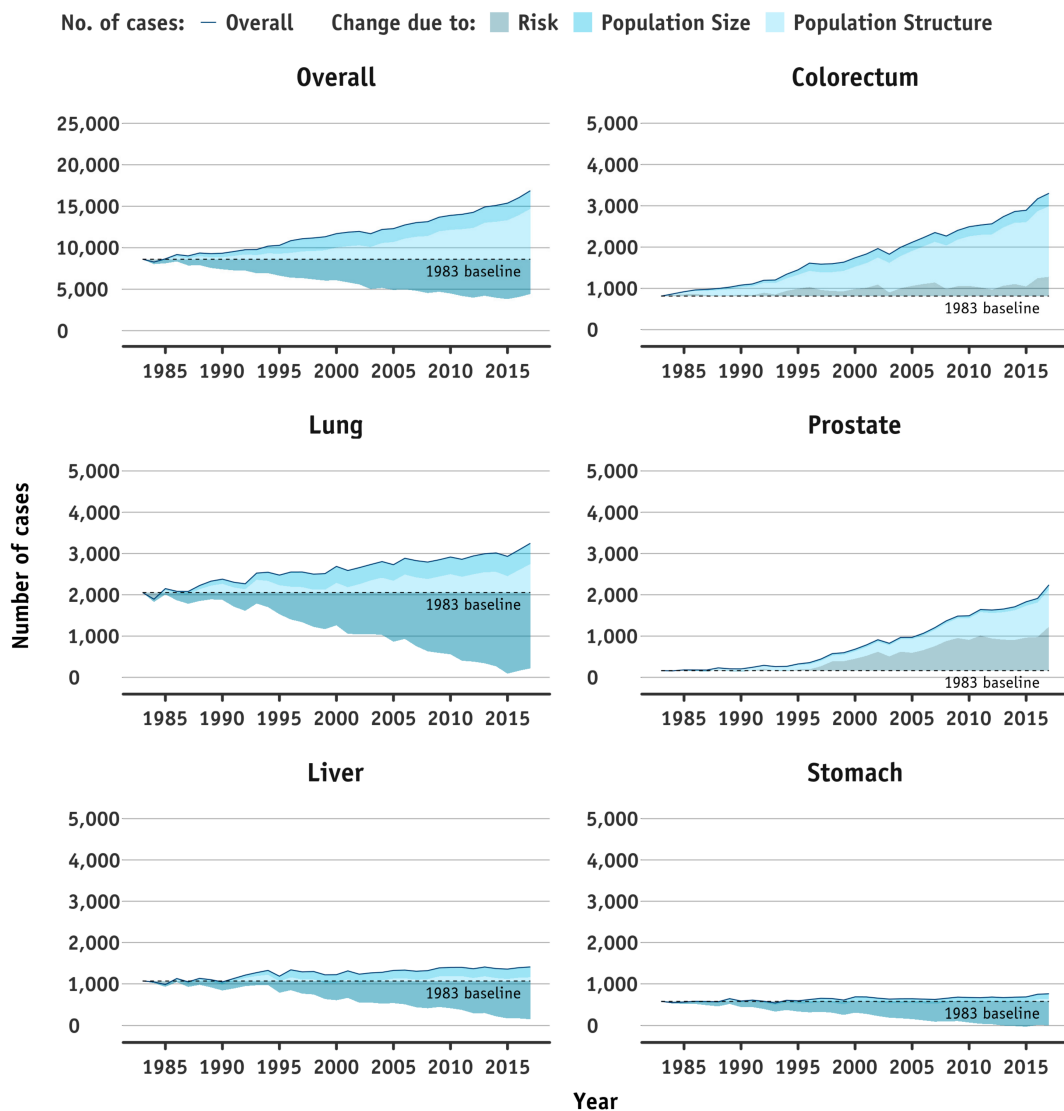 No. of cases: — Overall Change due to: Risk Population Size Population Structure
Overall
25,000
20,000
15,000
10,000
5,000
0
1983 baseline
1985 1990 1995 2000 2005 2010 2015
Colorectum
5,000
4,000
3,000
2,000
1,000
0
1983 baseline
1985 1990 1995 2000 2005 2010 2015
Lung
5,000
4,000
3,000
2,000
1,000
0
1983 baseline
1985 1990 1995 2000 2005 2010 2015
Prostate
5,000
4,000
3,000
2,000
1,000
0
1983 baseline
1985 1990 1995 2000 2005 2010 2015
Number of cases
Liver
5,000
4,000
3,000
2,000
1,000
0
1983 baseline
1985 1990 1995 2000 2005 2010 2015
Stomach
5,000
4,000
3,000
2,000
1,000
0
1983 baseline
1985 1990 1995 2000 2005 2010 2015
Year